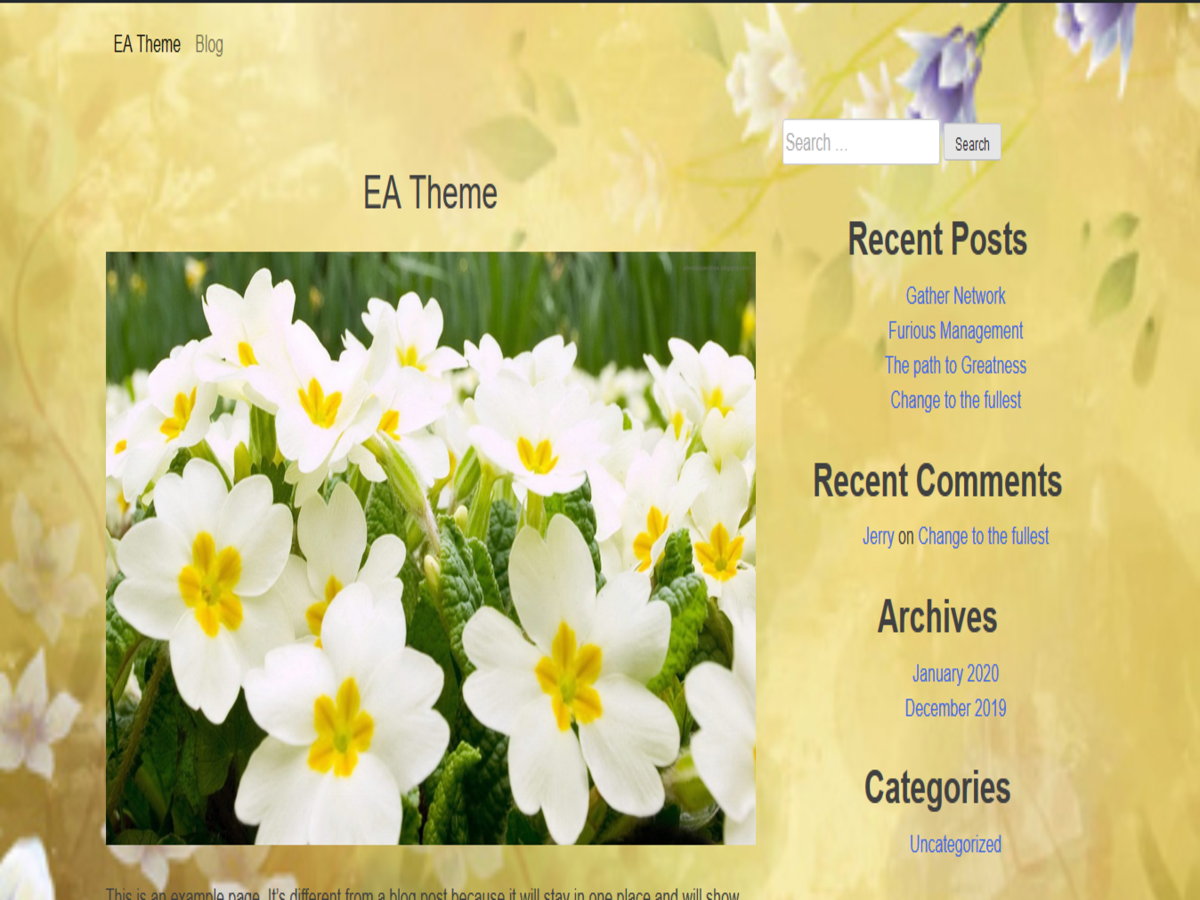 EA Theme Blog
Search … Search
EA Theme
Recent Posts
Gather Network
Furious Management
The path to Greatness
Change to the fullest
Recent Comments
Jerry on Change to the fullest
Archives
January 2020
December 2019
Categories
Uncategorized
This is an example page. It's different from a blog post because it will stay in one place and will show